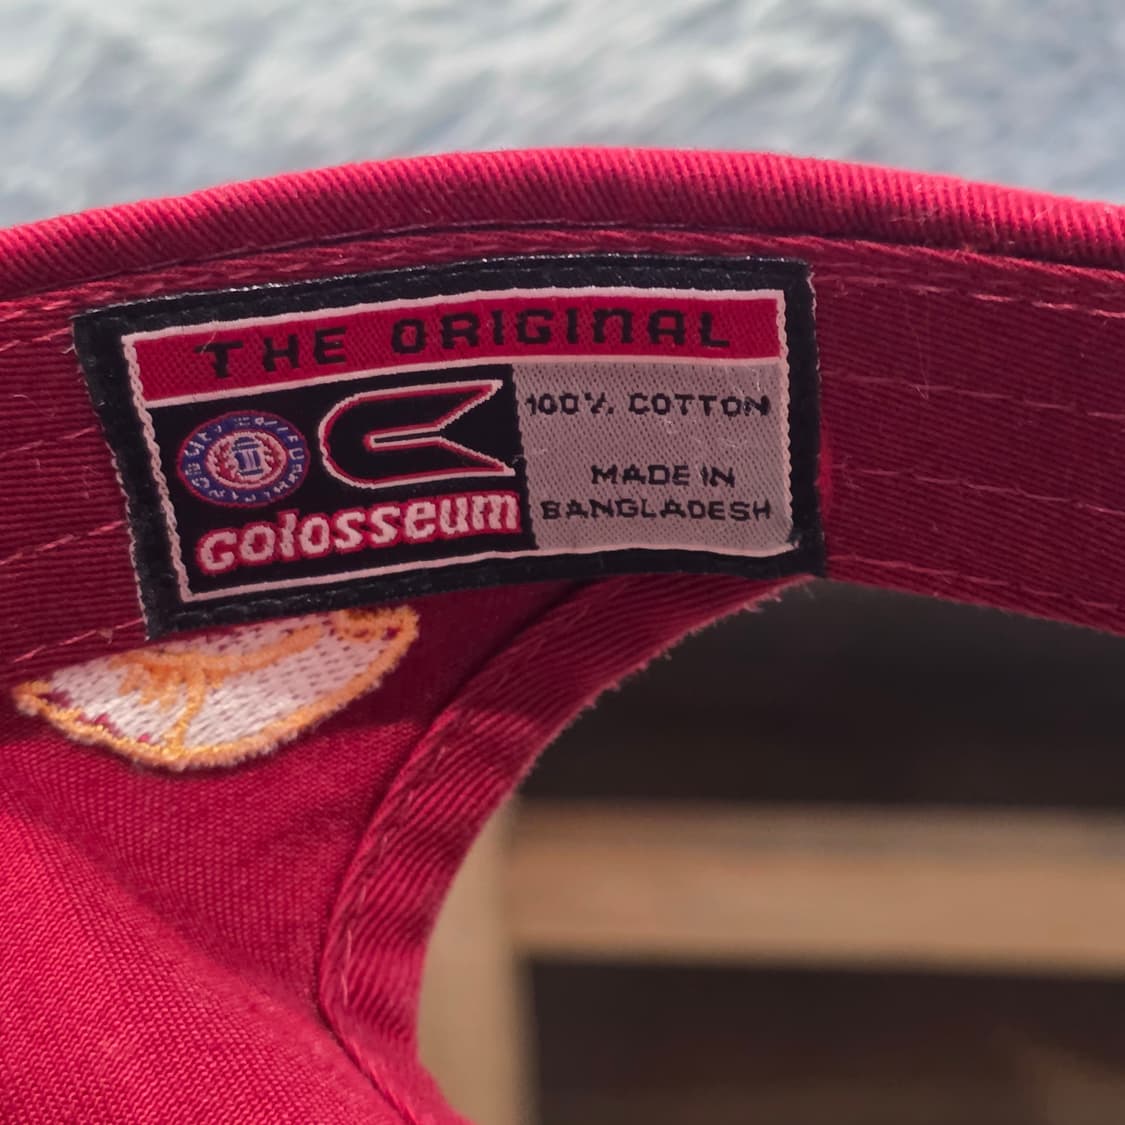 THE ORIGINAL
100% COTTON
MADE IN
BANGLADESH
colosseum